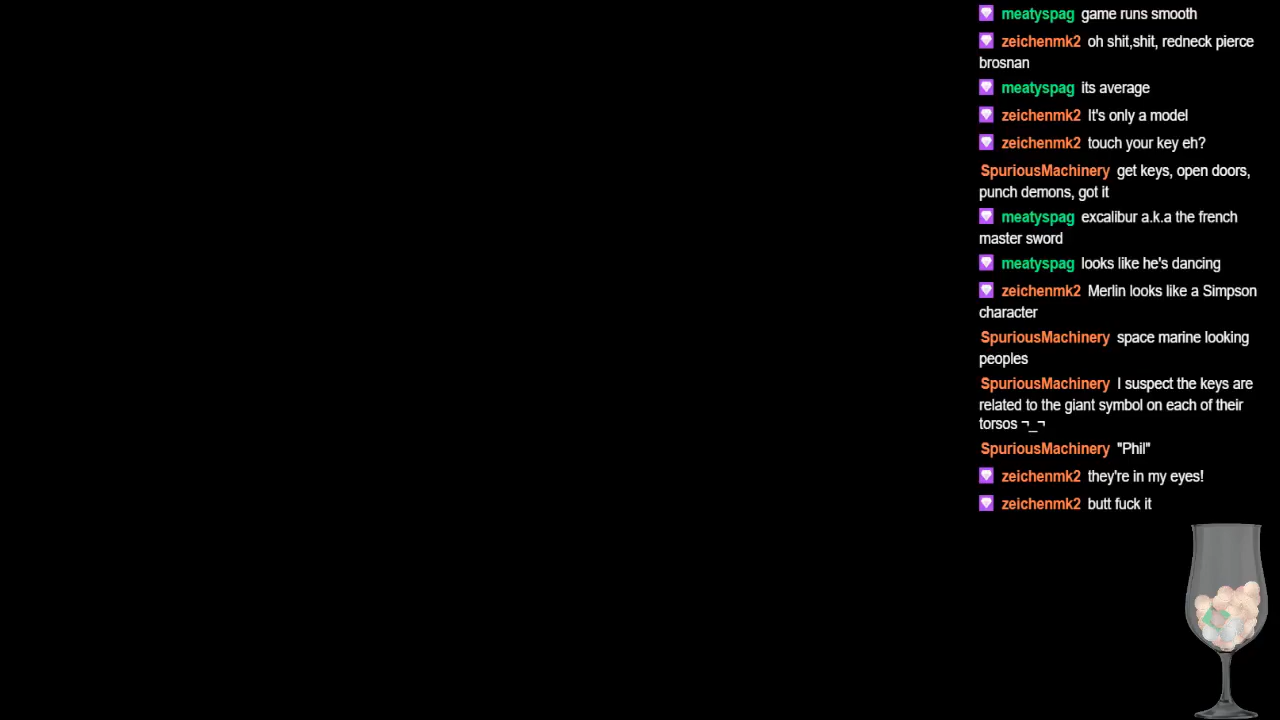 meatyspag game runs smooth
zeichenmk2 oh shit,shit, redneck pierce
brosnan
meatyspag its average
zeichenmk2 It's only a model
zeichenmk2 touch your key eh?
SpuriousMachinery get keys, open doors,
punch demons, got it
meatyspag excalibur a.k.a the french
master sword
meatyspag looks like he's dancing
zeichenmk2 Merlin looks like a Simpson
character
SpuriousMachinery space marine looking
peoples
SpuriousMachinery I suspect the keys are
related to the giant symbol on each of their
torsos ¬_¬
SpuriousMachinery "Phil"
zeichenmk2 they're in my eyes!
zeichenmk2 butt fuck it